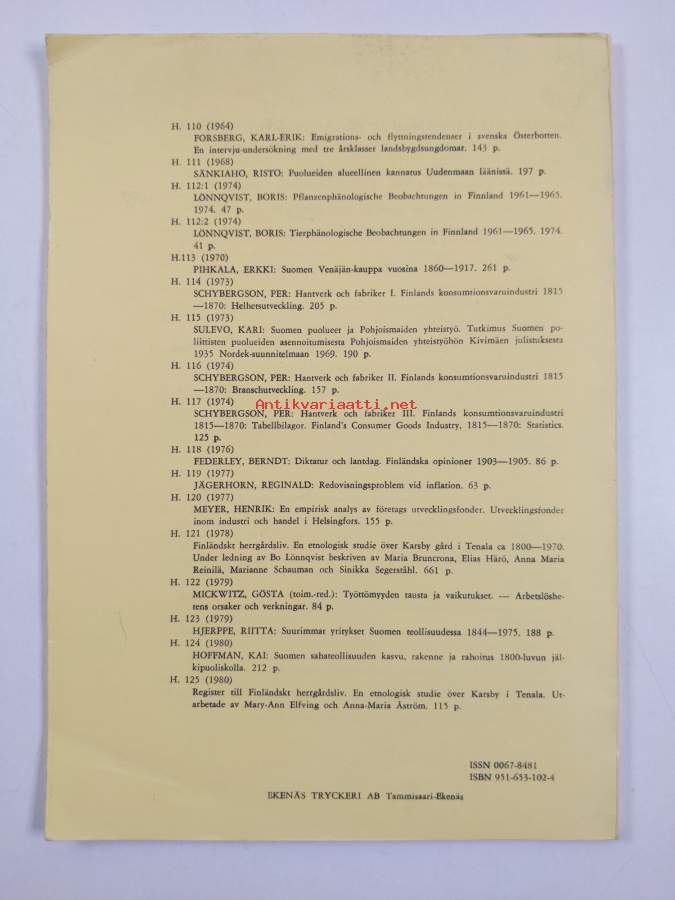 H. 110 (1964)
FORSBERG, KARL-ERIK: Emigrations- och flyttningstendenser i svenska Österbotten.
En intervju-undersökning med tre årsklasser landsbygdsungdomar. 143 p.
H. 111 (1968)
SÄNKIAHO, RISTO: Puolueiden alueellinen kannatus Uudenmaan läänissä. 197 p.
H. 112:1 (1974)
LÖNNQVIST, BORIS: Pflanzenphänologische Beobachtungen in Finnland 1961—1965.
1974. 47 p.
H. 112:2 (1974)
LÖNNQVIST, BORIS: Tierphänologische Beobachtungen in Finnland 1961—1965. 1974.
41 p.
H.113 (1970)
PIHKALA, ERKKI: Suomen Venäjän-kauppa vuosina 1860—1917. 261 p.
H. 114 (1973)
SCHYBERGSON, PER: Hantverk och fabriker I. Finlands konsumtionsvaruindustri 1815
—1870: Helhetsutveckling. 205 p.
H. 115 (1973)
SULEVO, KARI: Suomen puolueet ja Pohjoismaiden yhteistyö. Tutkimus Suomen po-
liittisten puolueiden asennoitumisesta Pohjoismaiden yhteistyöhön Kivimäen julistuksesta
1935 Nordek-suunnitelmaan 1969. 190 p.
H. 116 (1974)
SCHYBERGSON, PER: Hantverk och fabriker II. Finlands konsumtionsvaruindustri 1815
—1870: Branschutveckling. 157 p.
H. 117 (1974)
Antikvariaatti.net
SCHYBERGSON, PER: Hantverk och fabriker III. Finlands konsumtionsvaruindustri
1815—1870: Tabellbilagor. Finland's Consumer Goods Industry, 1815—1870: Statistics.
125 p.
H. 118 (1976)
FEDERLEY, BERNDT: Diktatur och lantdag. Finländska opinioner 1903—1905. 86 p.
H. 119 (1977)
JÄGERHORN, REGINALD: Redovisningsproblem vid inflation. 63 p.
H. 120 (1977)
MEYER, HENRIK: En empirisk analys av företags utvecklingsfonder. Utvecklingsfonder
inom industri och handel i Helsingfors. 155 p.
H. 121 (1978)
Finländskt herrgårdsliv. En etnologisk studie över Karsby gård i Tenala ca 1800—1970.
Under ledning av Bo Lönnqvist beskriven av Maria Bruncrona, Elias Härö, Anna Maria
Reinilä, Marianne Schauman och Sinikka Segerståhl. 661 p.
H. 122 (1979)
MICKWITZ, GÖSTA (toim.-red.): Työttömyyden tausta ja vaikutukset. — Arbetslöshe-
tens orsaker och verkningar. 84 p.
H. 123 (1979)
HJERPPE, RIITTA: Suurimmat yritykset Suomen teollisuudessa 1844—1975. 188 p.
H. 124 (1980)
HOFFMAN, KAI: Suomen sahateollisuuden kasvu, rakenne ja rahoitus 1800-luvun jäl-
kipuoliskolla. 212 p.
H. 125 (1980)
Register till Finländskt herrgårdsliv. En etnologisk studie över Karsby i Tenala. Ut-
arbetade av Mary-Ann Elfving och Anna-Maria Åström. 115 p.
ISSN 0067-8481
ISBN 951-653-102-4
EKENÄS TRYCKERI AB Tammisaari-Ekenäs